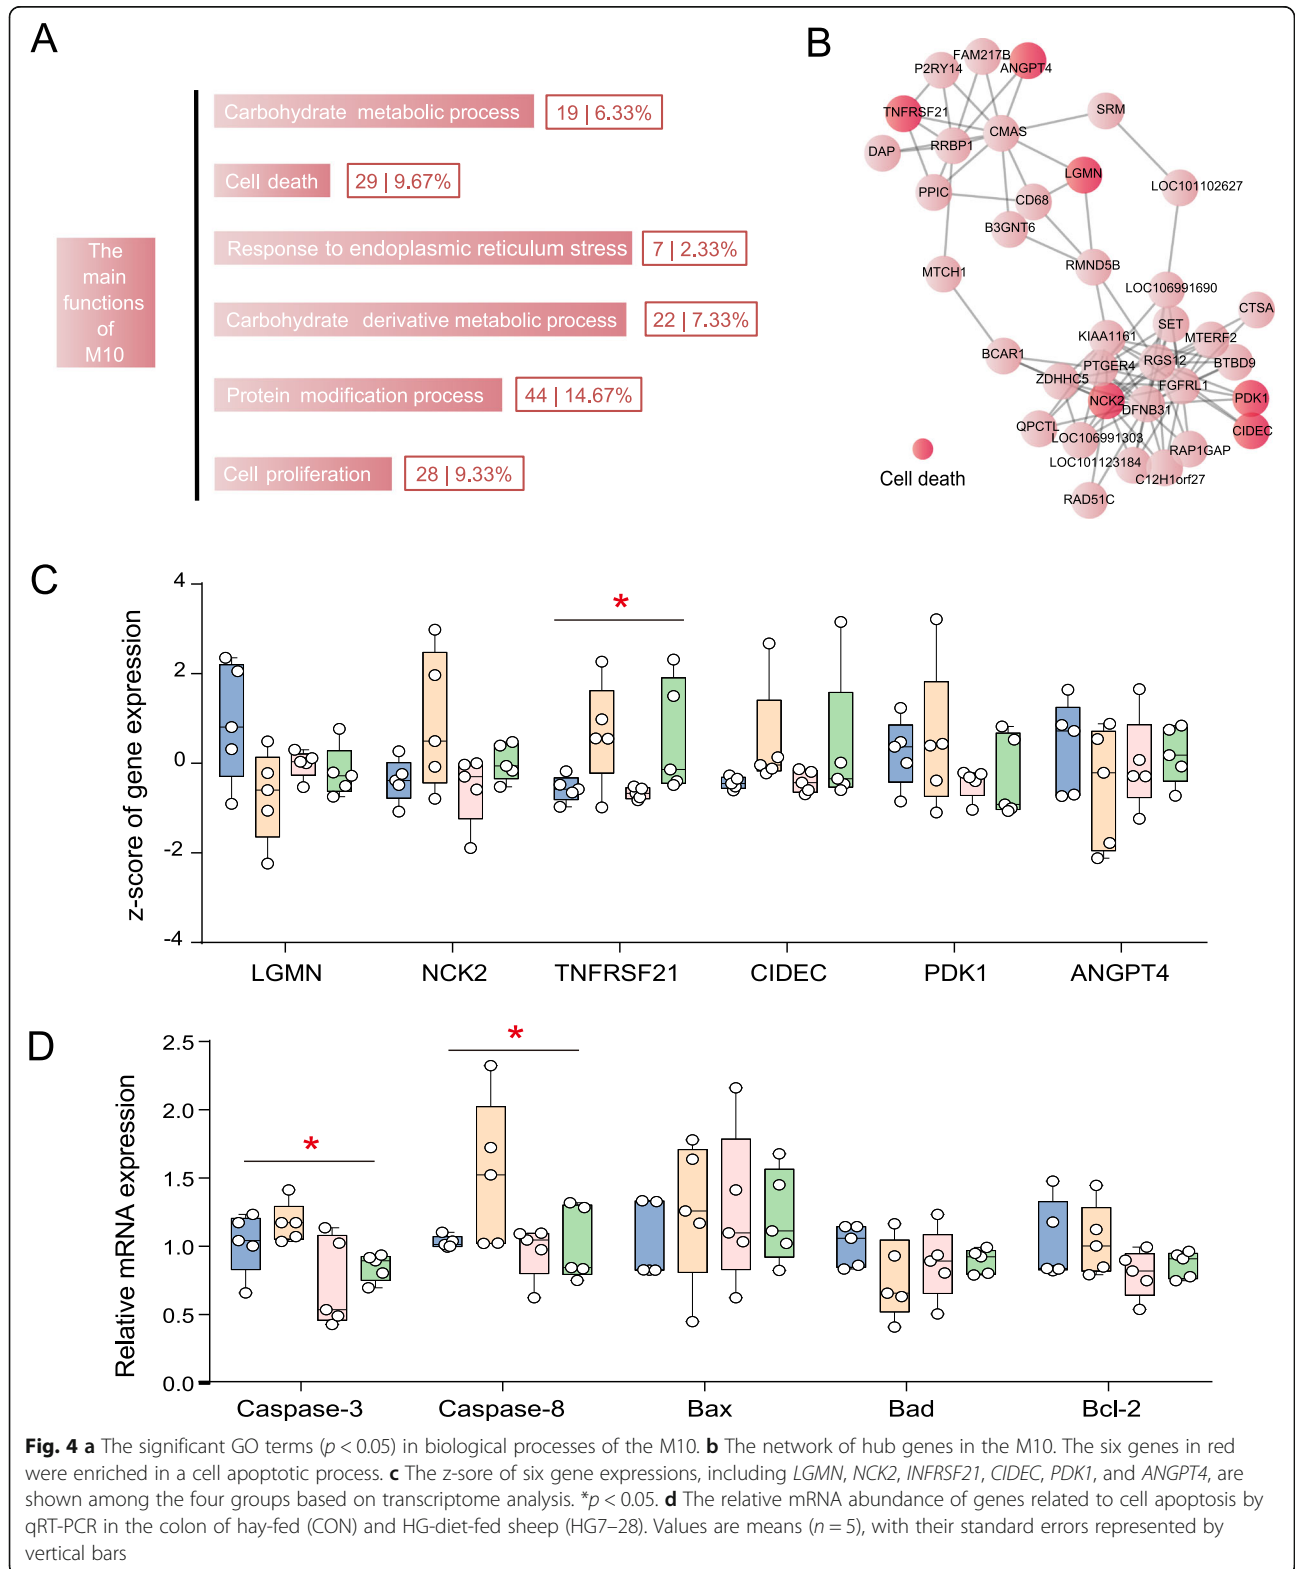 A
The
main
functions
of
M10
Carbohydrate metabolic process
19 | 6.33%
Cell death
29 | 9.67%
Response to endoplasmic reticulum stress
7 | 2.33%
Carbohydrate derivative metabolic process
22 | 7.33%
Protein modification process
44 | 14.67%
Cell proliferation
28 | 9.33%
B
FAM217B
P2RY14
ANGPT4
TNFRSF21
SRM
CMAS
DAP
RRBP1
LGMN
PPIC
CD68
LOC101102627
B3GNT6
MTCH1
RMND5B
LOC106991690
CTSA
SET
KIAA1161
MTERF2
BCAR1
PTGER4
RGS12
BTBD9
ZDHHC5
FGFRL1
NCK2
DFNB31
PDK1
QPCTL
LOC106991303
CIDEC
RAP1GAP
LOC101123184
C12H1orf27
RAD51C
Cell death
C
z-score of gene expression
4
2
0
-2
-4
*
LGMN
NCK2
TNFRSF21
CIDEC
PDK1
ANGPT4
D
Relative mRNA expression
2.5
2.0
1.5
1.0
0.5
0.0
*
*
Caspase-3
Caspase-8
Bax
Bad
Bcl-2
Fig. 4 a The significant GO terms (p < 0.05) in biological processes of the M10. b The network of hub genes in the M10. The six genes in red
were enriched in a cell apoptotic process. c The z-sore of six gene expressions, including LGMN, NCK2, INFRSF21, CIDEC, PDK1, and ANGPT4, are
shown among the four groups based on transcriptome analysis. *p < 0.05. d The relative mRNA abundance of genes related to cell apoptosis by
qRT-PCR in the colon of hay-fed (CON) and HG-diet-fed sheep (HG7–28). Values are means (n = 5), with their standard errors represented by
vertical bars